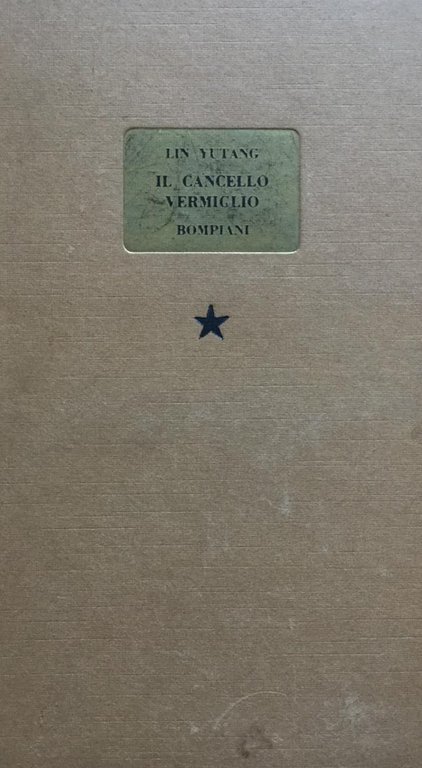 LIN YUTANG
IL CANCELLO
VERMIGLIO
BOMPIANI